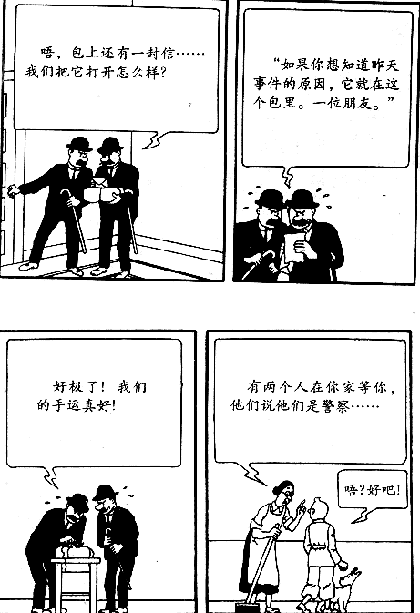 唔，包上还有一封信……
我们把它打开怎么样？
“如果你想知道昨天
事件的原因，它就在这
个包里。一位朋友。”
好极了！我们
的手运真好！
有两个人在你家等你，
他们说他们是警察……
唔？好吧！